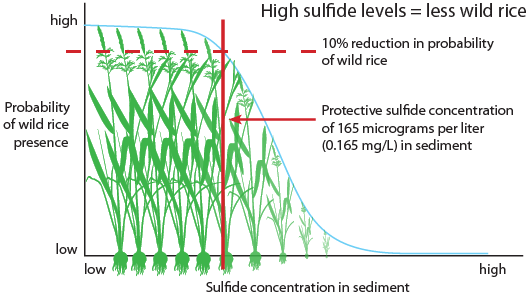 High sulfide levels = less wild rice
high
10% reduction in probability
of wild rice
Probability
of wild rice
presence
Protective sulfide concentration
of 165 micrograms per liter
(0.165 mg/L) in sediment
low
low
high
Sulfide concentration in sediment